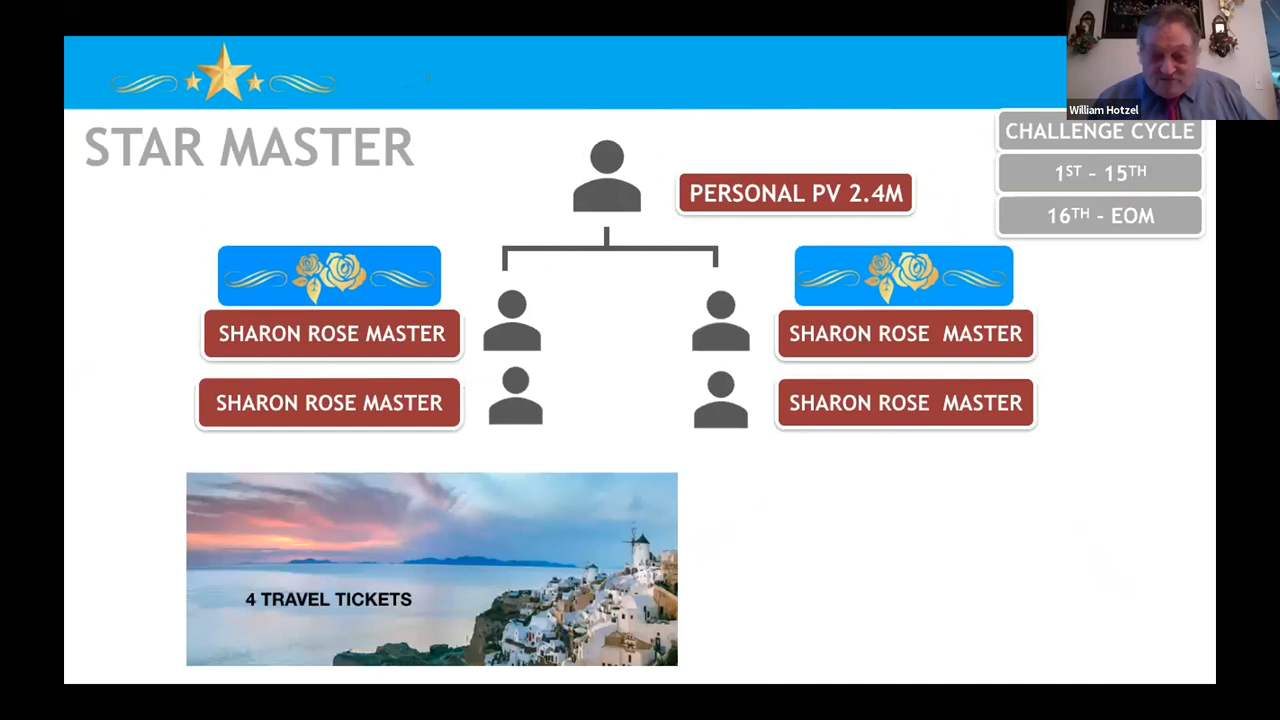 William Hotzel
STAR MASTER
CHALLENGE CYCLE
1ST - 15TH
16TH - EOM
PERSONAL PV 2.4M
SHARON ROSE MASTER
SHARON ROSE MASTER
SHARON ROSE MASTER
SHARON ROSE MASTER
4 TRAVEL TICKETS